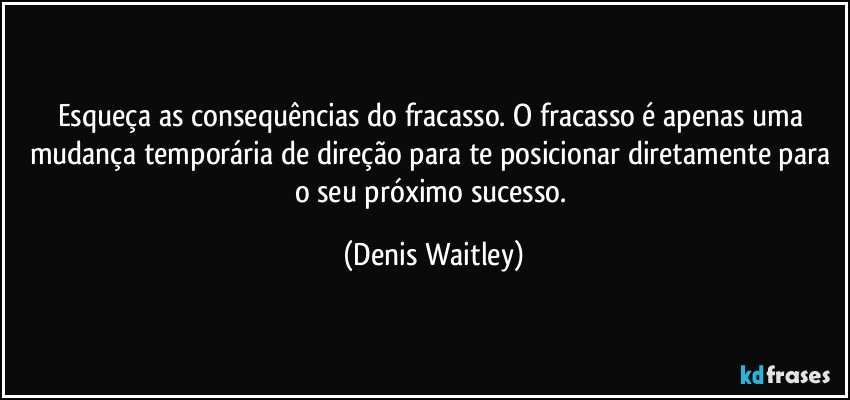 Esqueça as consequências do fracasso. O fracasso é apenas uma
mudança temporária de direção para te posicionar diretamente para
o seu próximo sucesso.
(Denis Waitley)
kdfrases